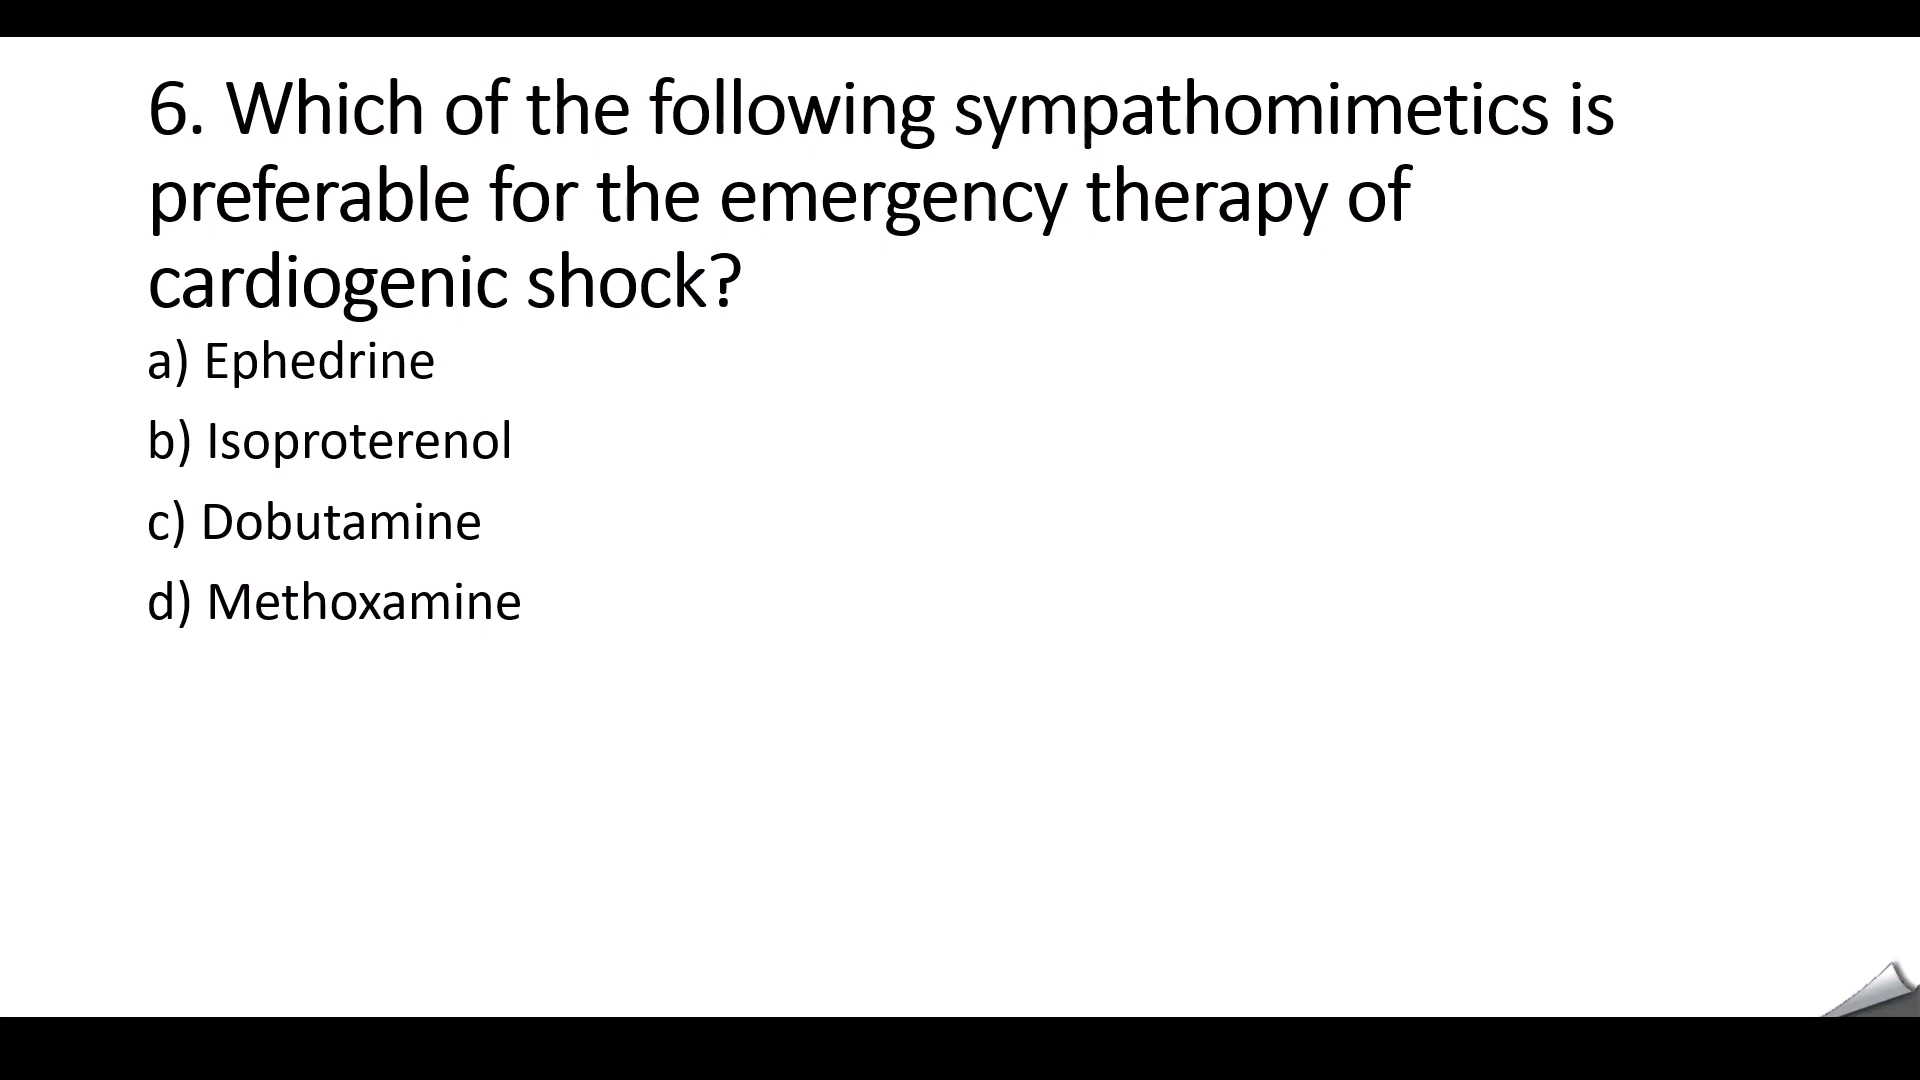 6. Which of the following sympathomimetics is
preferable for the emergency therapy of
cardiogenic shock?
a) Ephedrine
b) Isoproterenol
c) Dobutamine
d) Methoxamine